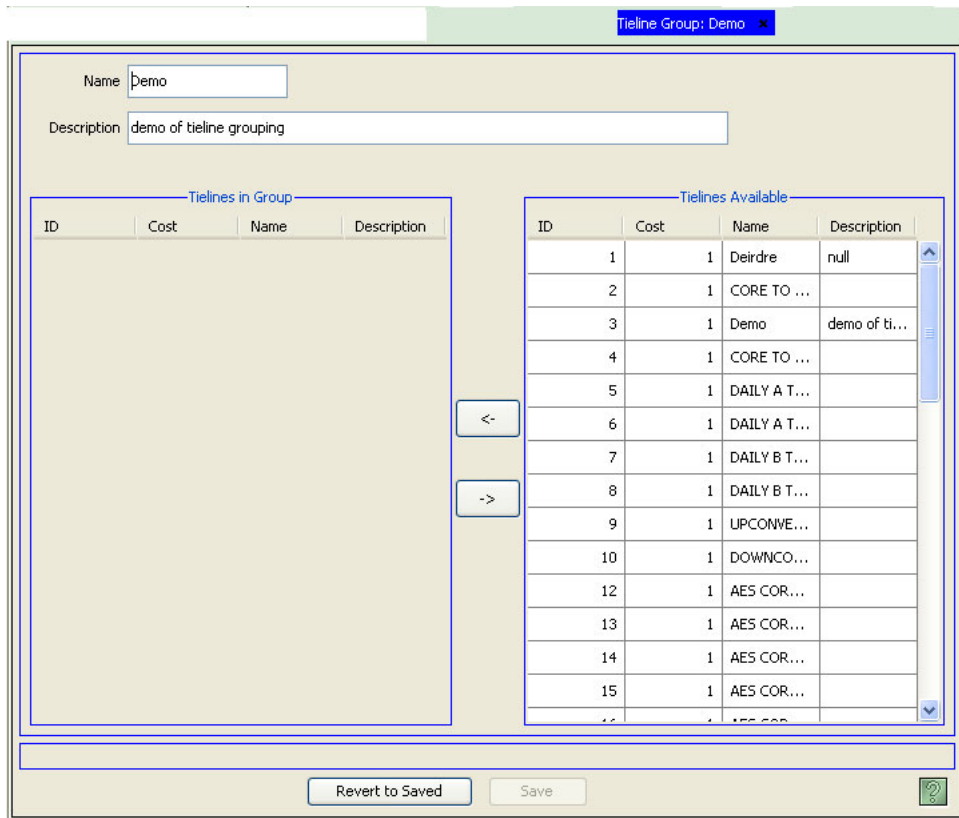 Tieline Group: Demo ×
Name Demo
Description demo of tieline grouping
Tielines in Group
ID Cost Name Description
Tielines Available
ID Cost Name Description
1 1 Deirdre null
2 1 CORE TO ...
3 1 Demo demo of ti...
4 1 CORE TO ...
5 1 DAILY A T...
6 1 DAILY A T...
7 1 DAILY B T...
8 1 DAILY B T...
9 1 UPCONVE...
10 1 DOWNCO...
12 1 AES COR...
13 1 AES COR...
14 1 AES COR...
15 1 AES COR...
<-
->
Revert to Saved
Save
?